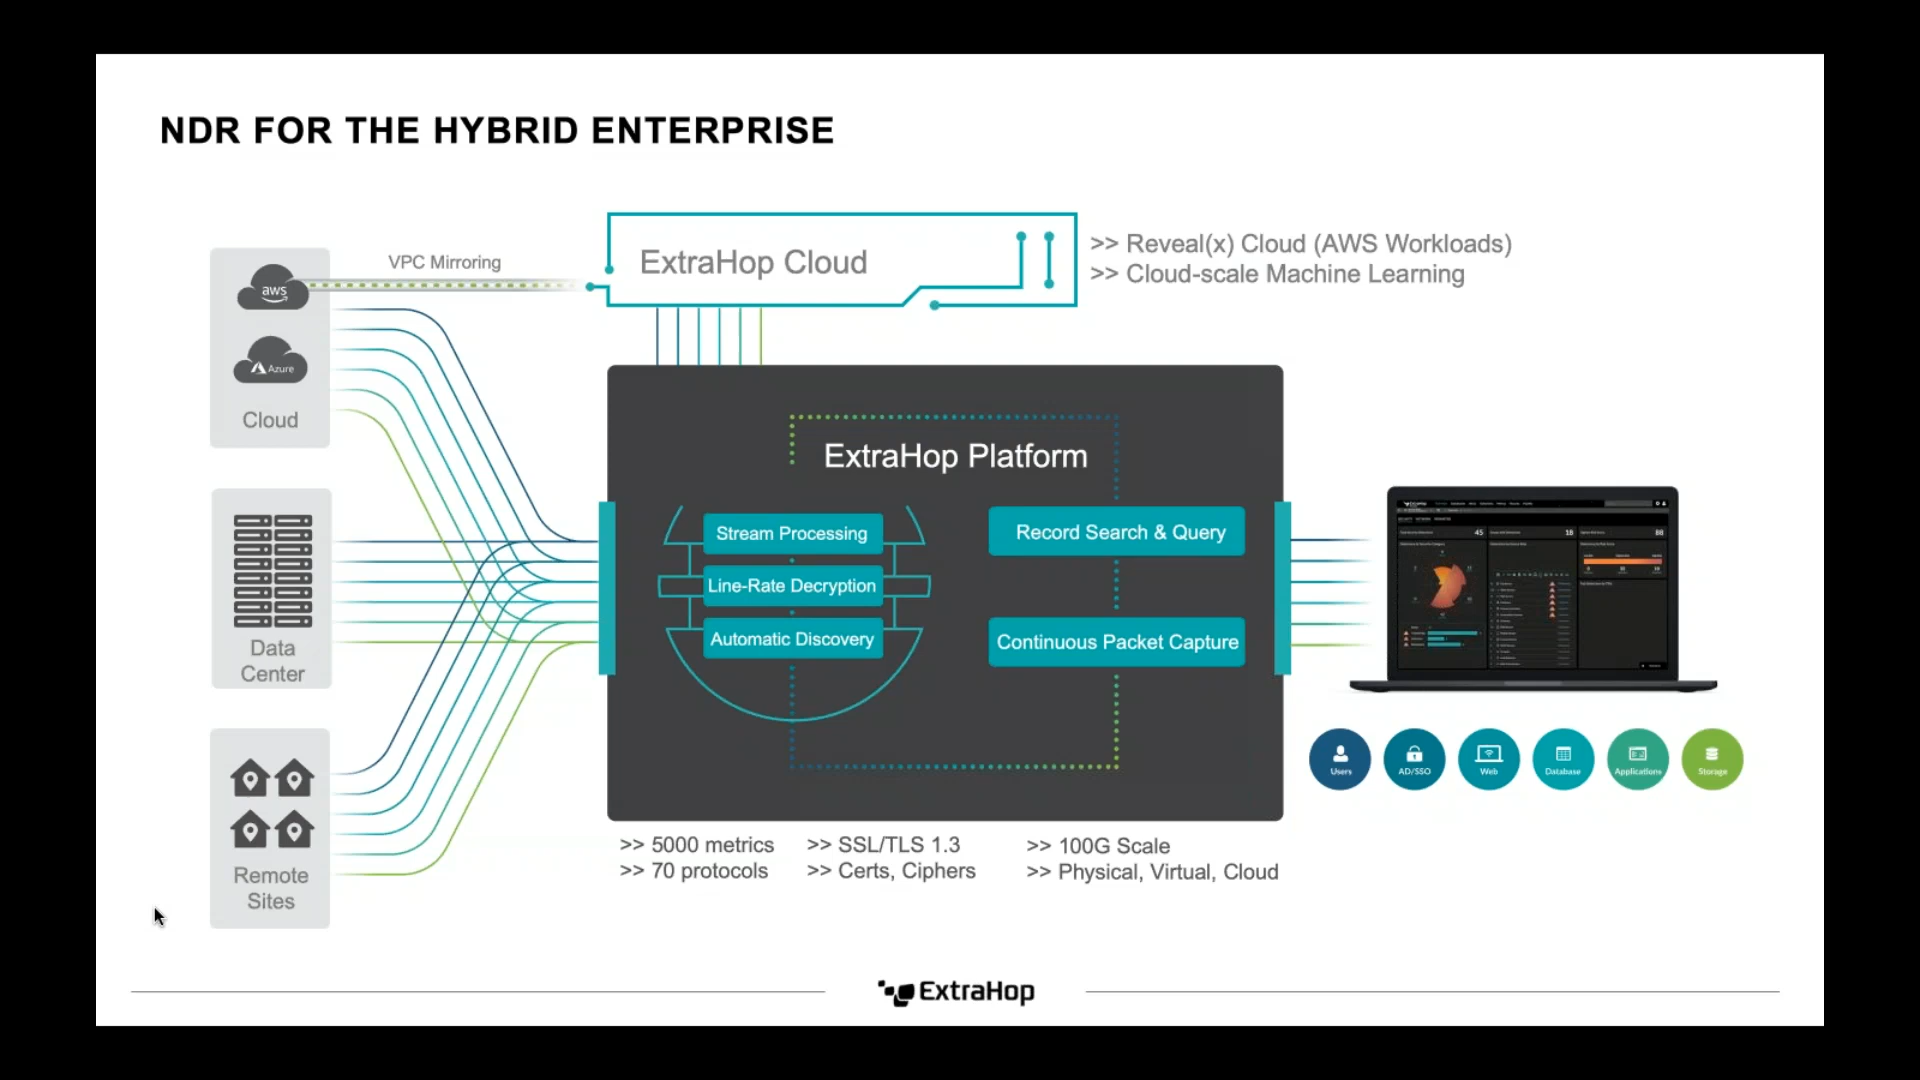 NDR FOR THE HYBRID ENTERPRISE
VPC Mirroring
aws
Azure
Cloud
Data
Center
Remote
Sites
ExtraHop Cloud
>> Reveal(x) Cloud (AWS Workloads)
>> Cloud-scale Machine Learning
ExtraHop Platform
Stream Processing
Line-Rate Decryption
Automatic Discovery
Record Search & Query
Continuous Packet Capture
>> 5000 metrics
>> 70 protocols
>> SSL/TLS 1.3
>> Certs, Ciphers
>> 100G Scale
>> Physical, Virtual, Cloud
45
18
88
Users
AD/SSO
Web
Database
Applications
Storage
ExtraHop